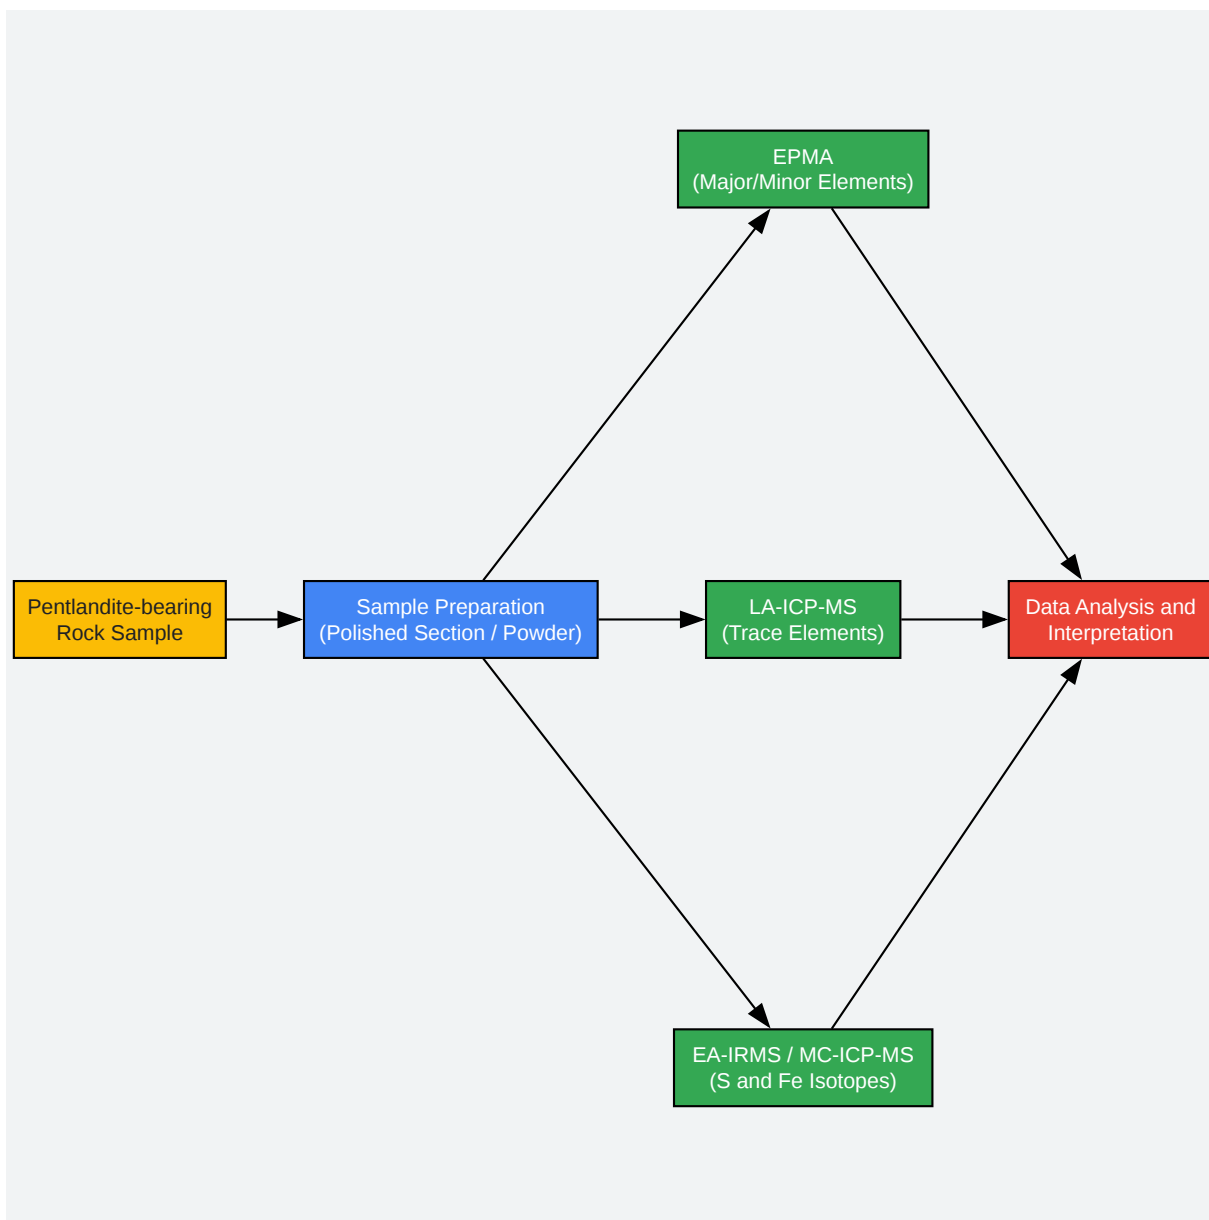 EPMA
(Major/Minor Elements)
Pentlandite-bearing
Rock Sample
Sample Preparation
(Polished Section / Powder)
LA-ICP-MS
(Trace Elements)
Data Analysis and
Interpretation
EA-IRMS / MC-ICP-MS
(S and Fe Isotopes)